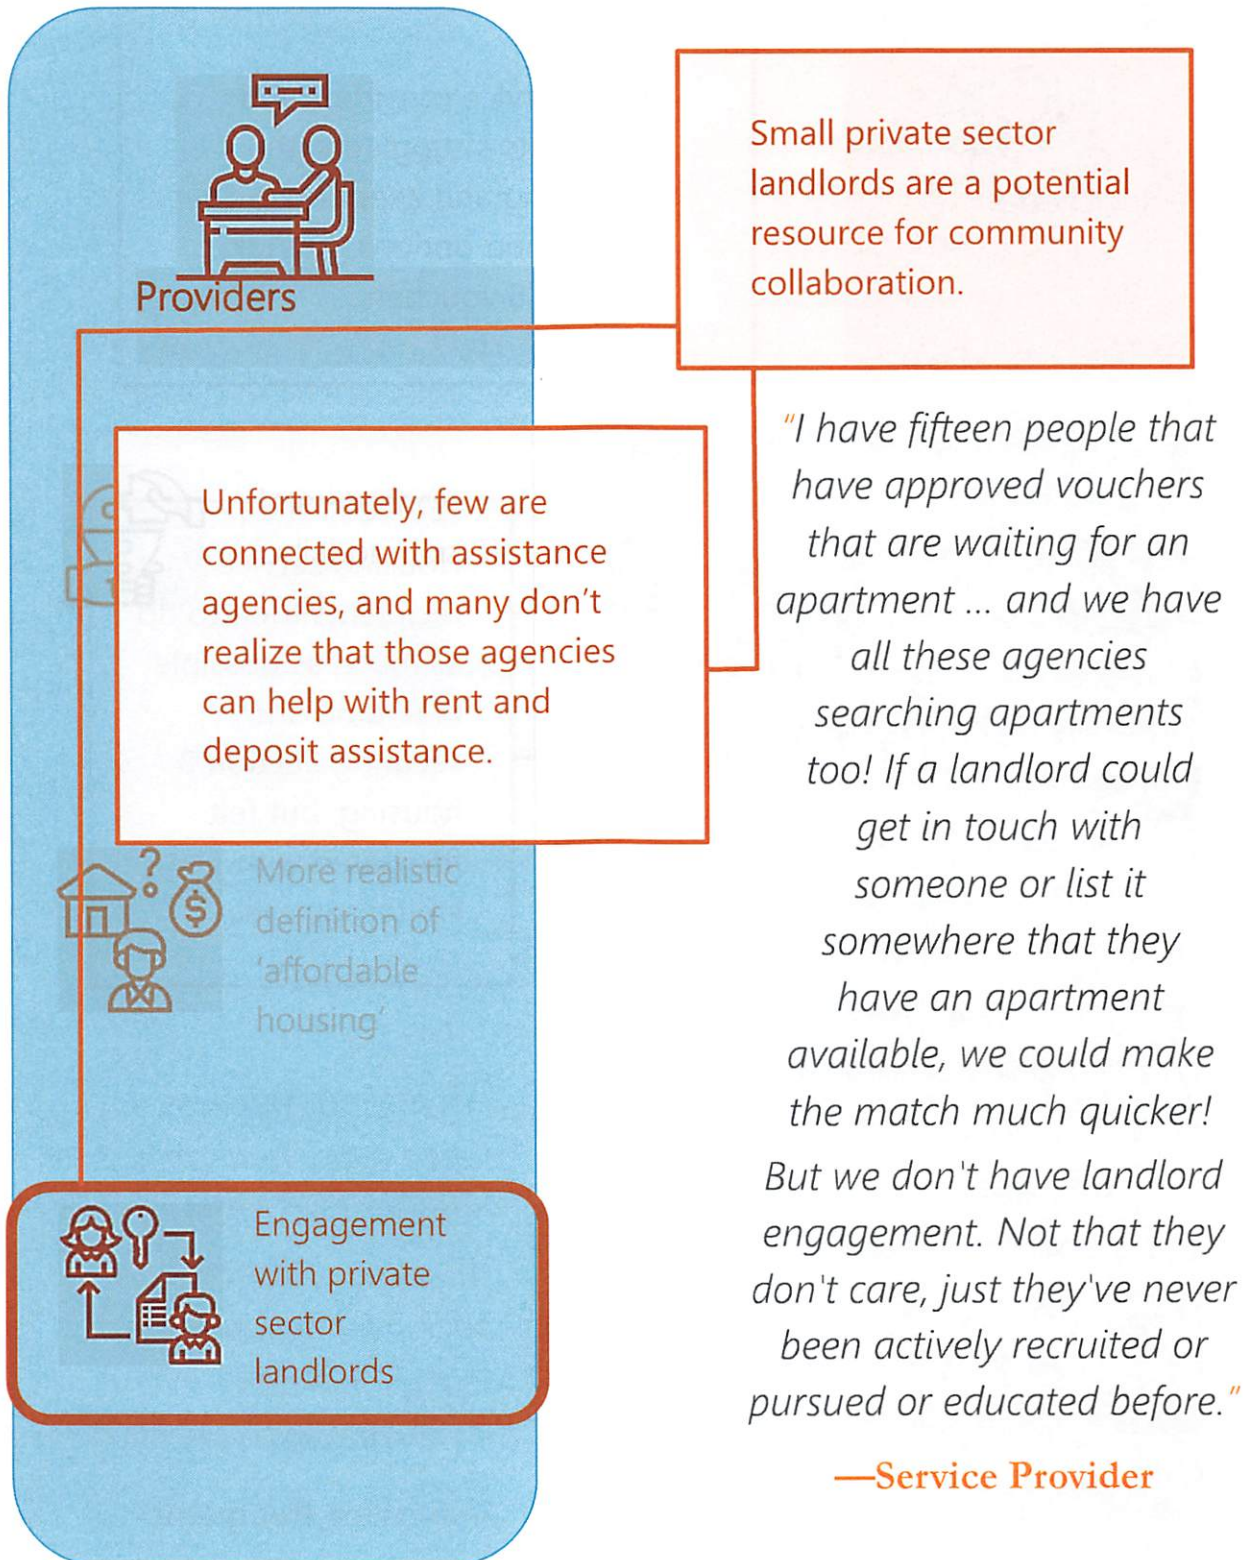 Providers
Small private sector
landlords are a potential
resource for community
collaboration.
Unfortunately, few are
connected with assistance
agencies, and many don't
realize that those agencies
can help with rent and
deposit assistance.
More realistic
definition of
'affordable
housing'
Engagement
with private
sector
landlords
"I have fifteen people that
have approved vouchers
that are waiting for an
apartment ... and we have
all these agencies
searching apartments
too! If a landlord could
get in touch with
someone or list it
somewhere that they
have an apartment
available, we could make
the match much quicker!
But we don't have landlord
engagement. Not that they
don't care, just they've never
been actively recruited or
pursued or educated before."
—Service Provider